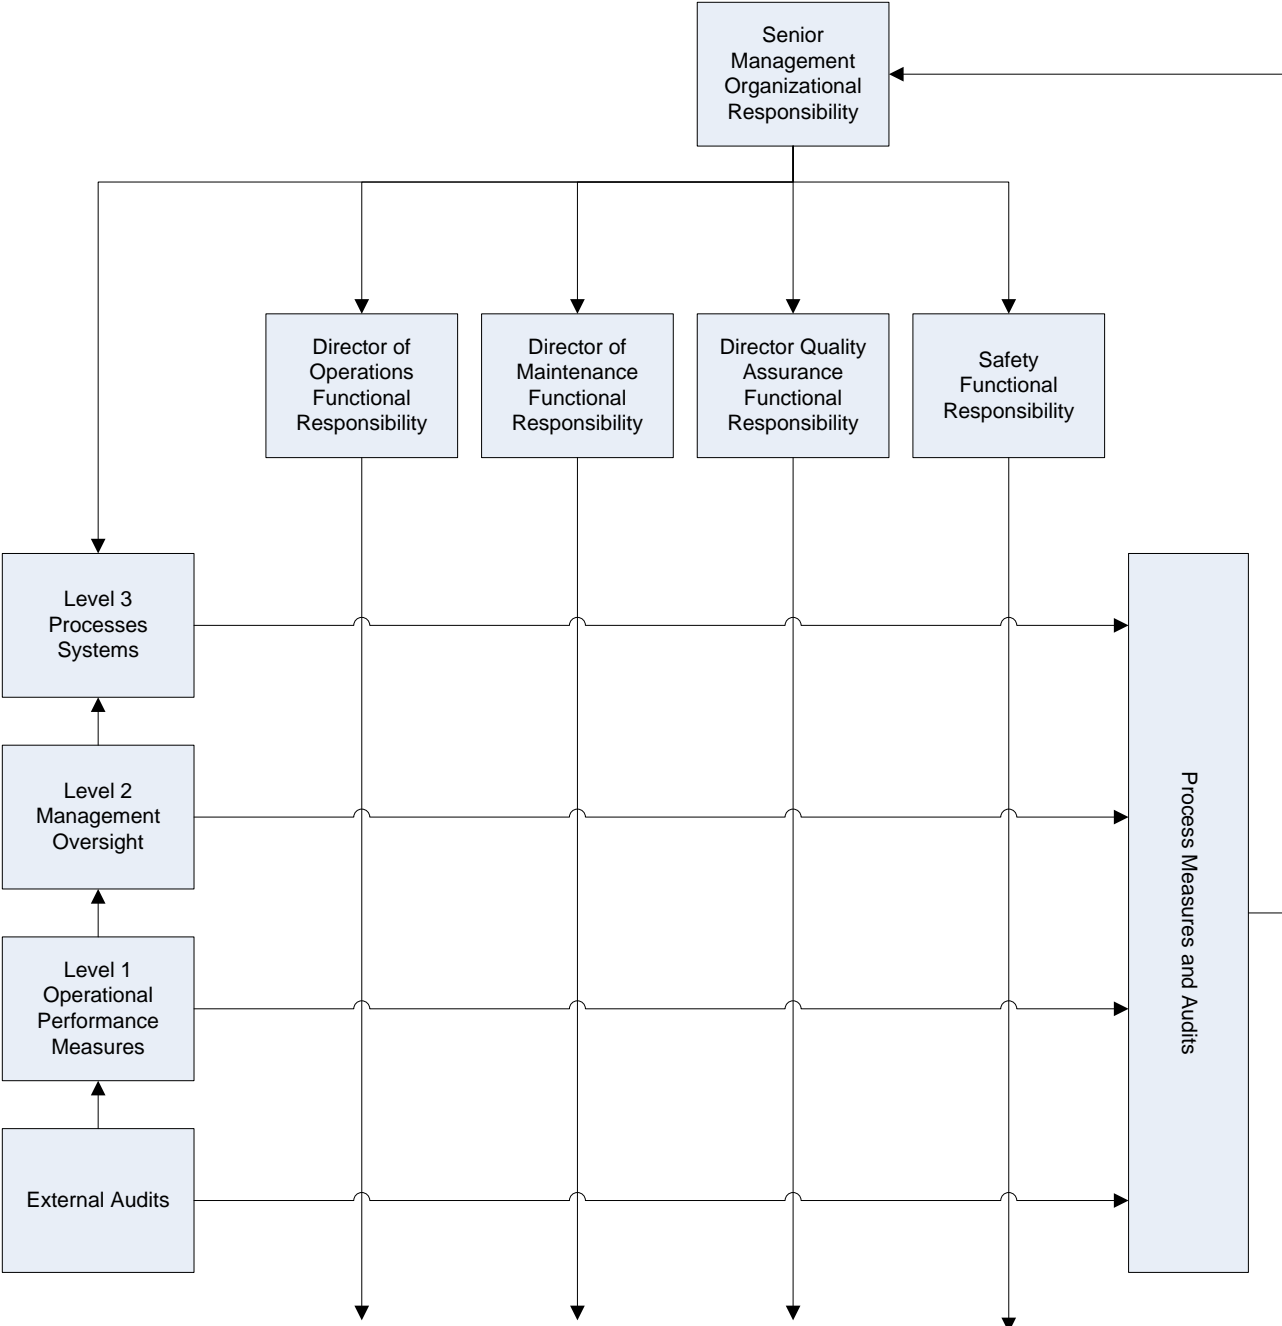 Senior
Management
Organizational
Responsibility
Director of
Operations
Functional
Responsibility
Director of
Maintenance
Functional
Responsibility
Director Quality
Assurance
Functional
Responsibility
Safety
Functional
Responsibility
Level 3
Processes
Systems
Level 2
Management
Oversight
Level 1
Operational
Performance
Measures
External Audits
Process Measures and Audits